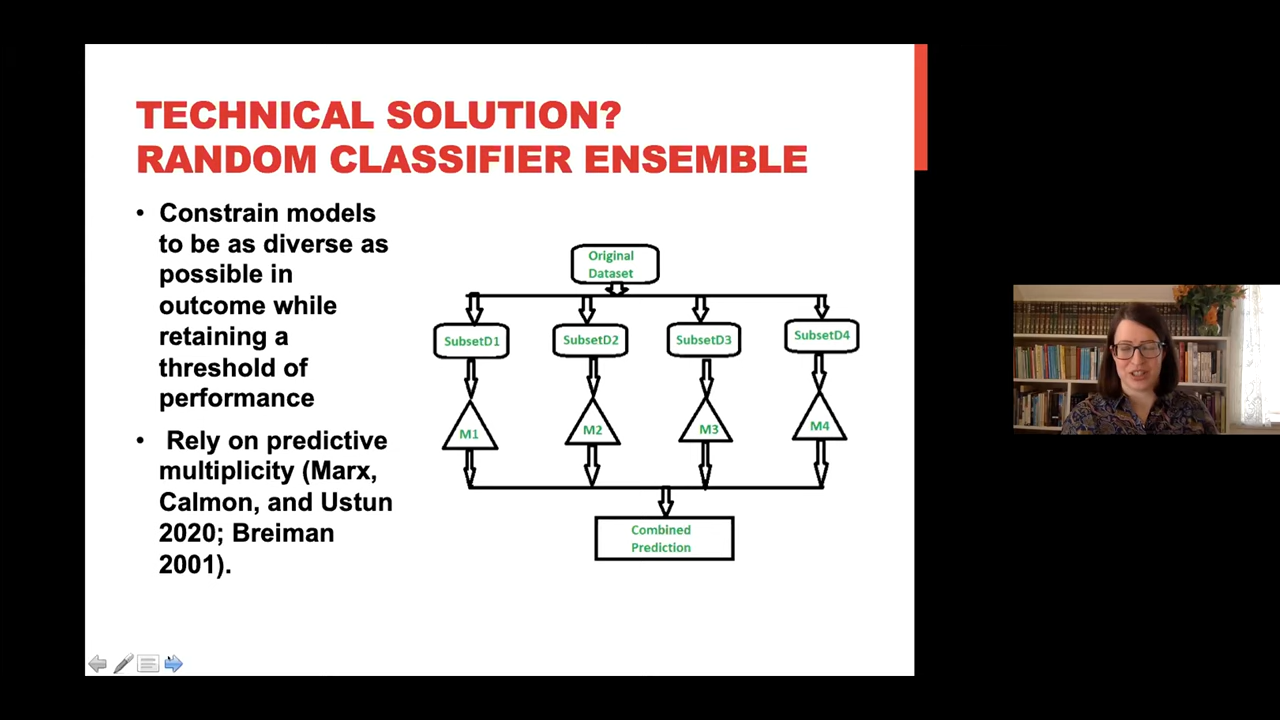 TECHNICAL SOLUTION?
RANDOM CLASSIFIER ENSEMBLE
• Constrain models
to be as diverse as
possible in
outcome while
retaining a
threshold of
performance
• Rely on predictive
multiplicity (Marx,
Calmon, and Ustun
2020; Breiman
2001).
Original
Dataset
SubsetD1
SubsetD2
SubsetD3
SubsetD4
M1
M2
M3
M4
Combined
Prediction